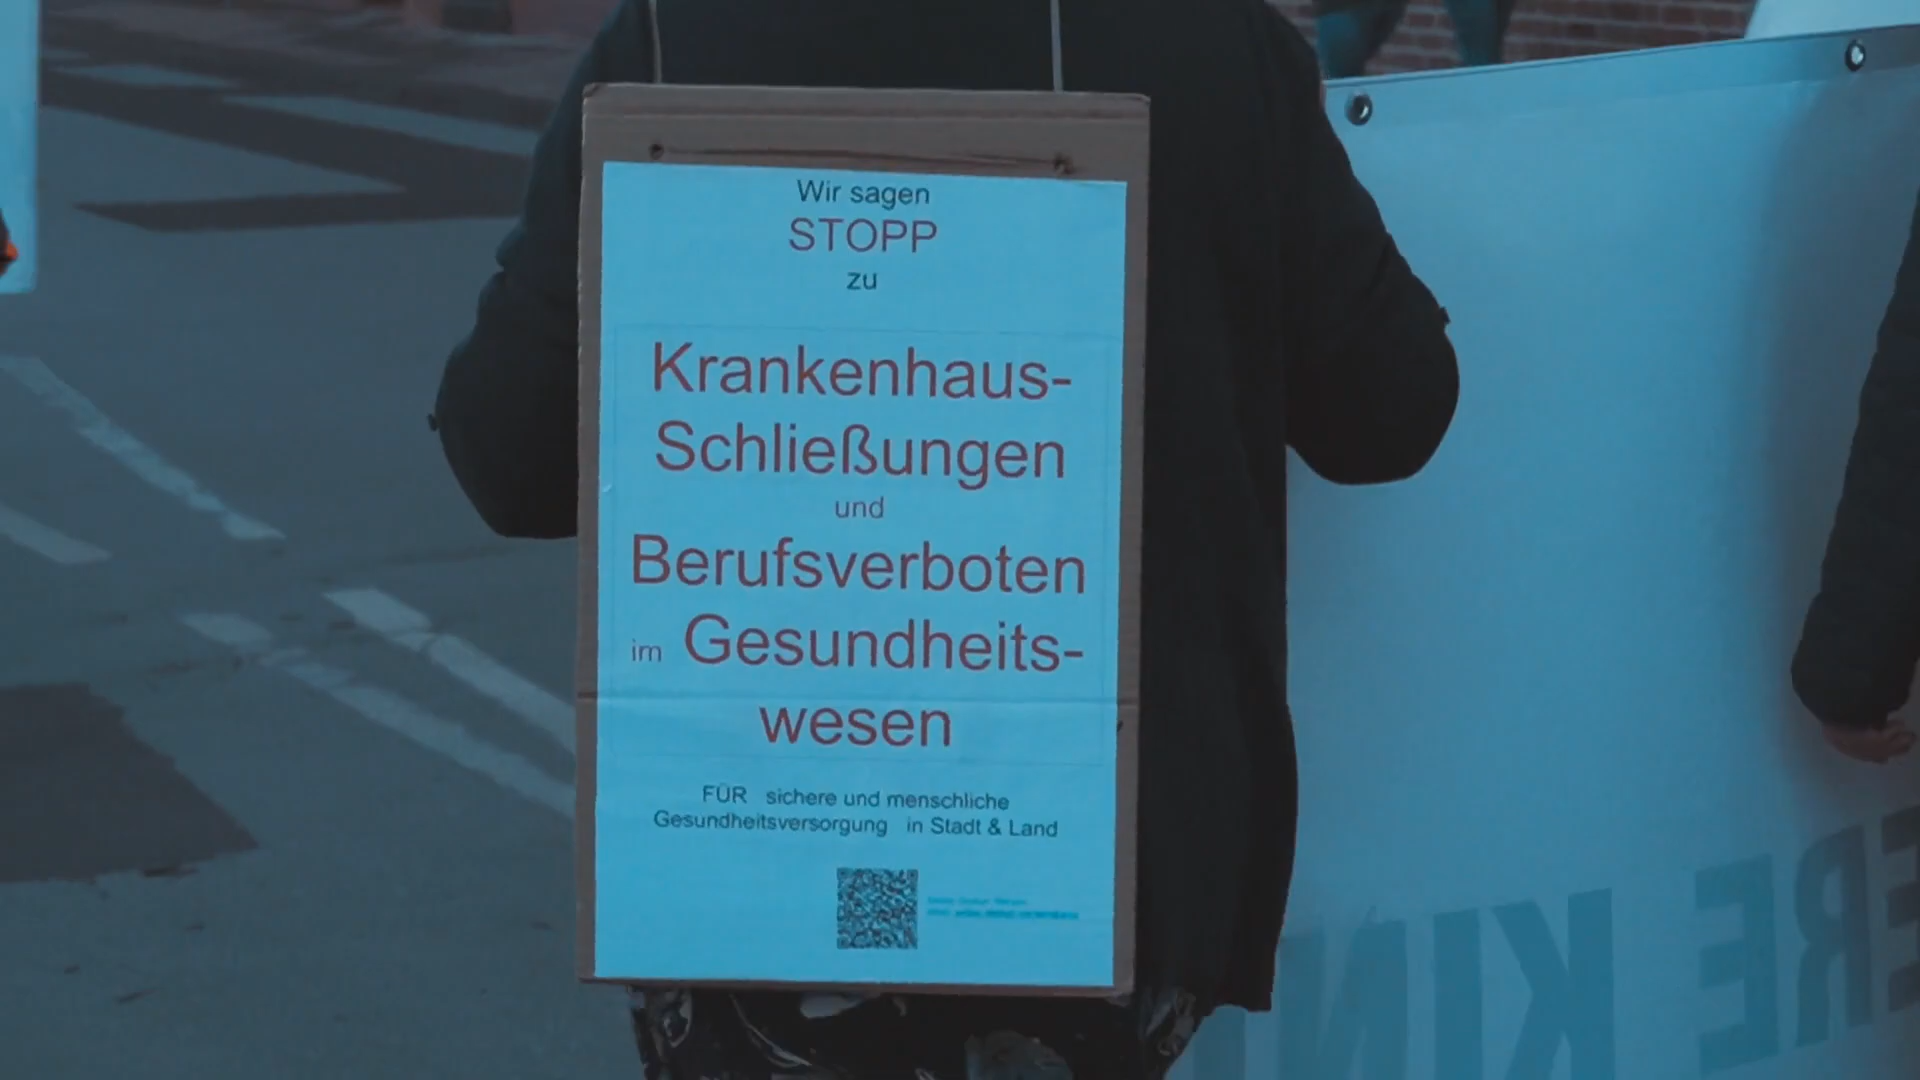 Wir sagen
STOPP
zu
Krankenhaus-
Schließungen
und
Berufsverboten
im Gesundheits-
wesen
FÜR sichere und menschliche
Gesundheitsversorgung in Stadt & Land